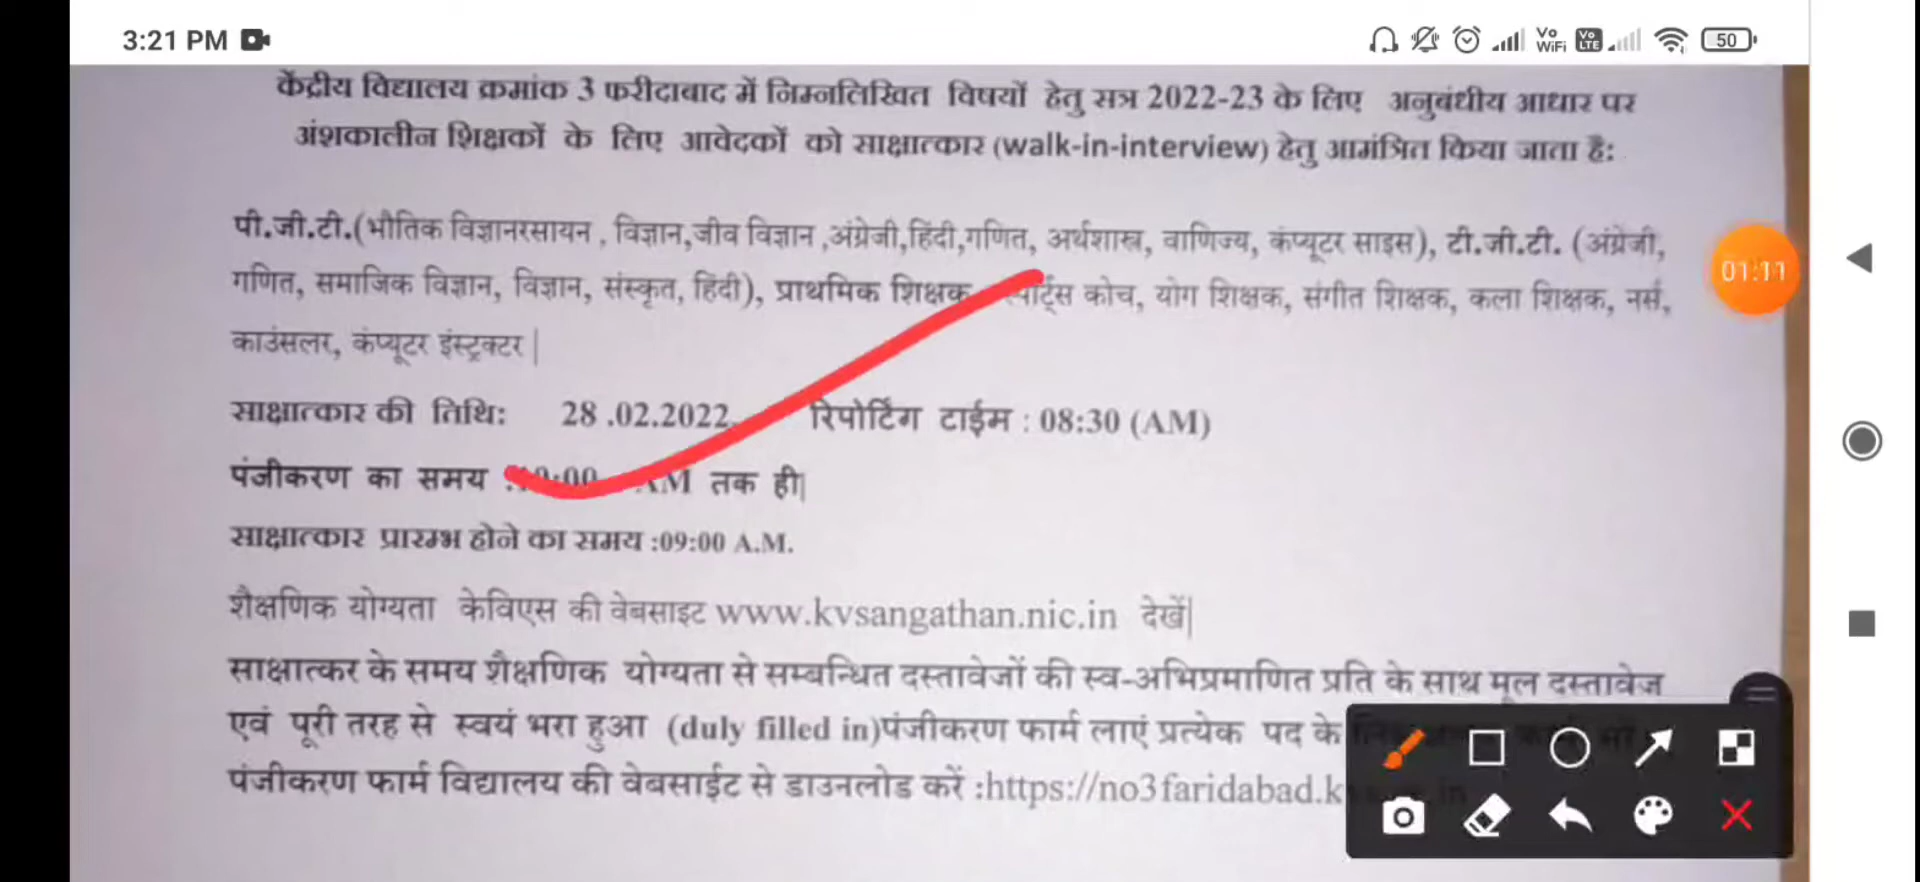 3:21 PM
Vo WiFi
Vo LTE
50
केंद्रीय विद्यालय क्रमांक 3 फरीदाबाद में निम्नलिखित विषयों हेतु सत्र 2022-23 के लिए अनुबंधीय आधार पर
अंशकालीन शिक्षकों के लिए आवेदकों को साक्षात्कार (walk-in-interview) हेतु आमंत्रित किया जाता है:
पी.जी.टी.(भौतिक विज्ञानरसायन , विज्ञान,जीव विज्ञान ,अंग्रेजी,हिंदी,गणित, अर्थशास्त्र, वाणिज्य, कंप्यूटर साइंस), टी.जी.टी. (अंग्रेजी,
गणित, समाजिक विज्ञान, विज्ञान, संस्कृत, हिंदी), प्राथमिक शिक्षक कोच, योग शिक्षक, संगीत शिक्षक, कला शिक्षक, नर्स,
01:11
काउंसलर, कंप्यूटर इंस्ट्रक्टर|
साक्षात्कार की तिथि: 28 .02.2022 रिपोर्टिंग टाईम : 08:30 (AM)
पंजीकरण का समय AM तक ही|
साक्षात्कार प्रारम्भ होने का समय :09:00 A.M.
शैक्षणिक योग्यता केविएस की वेबसाइट www.kvsangathan.nic.in देखें|
साक्षात्कर के समय शैक्षणिक योग्यता से सम्बन्धित दस्तावेजों की स्व-अभिप्रमाणित प्रति के साथ मूल दस्तावेज
एवं पूरी तरह से स्वयं भरा हुआ (duly filled in)पंजीकरण फार्म लाएं प्रत्येक पद के
पंजीकरण फार्म विद्यालय की वेबसाईट से डाउनलोड करें :https://no3faridabad.k